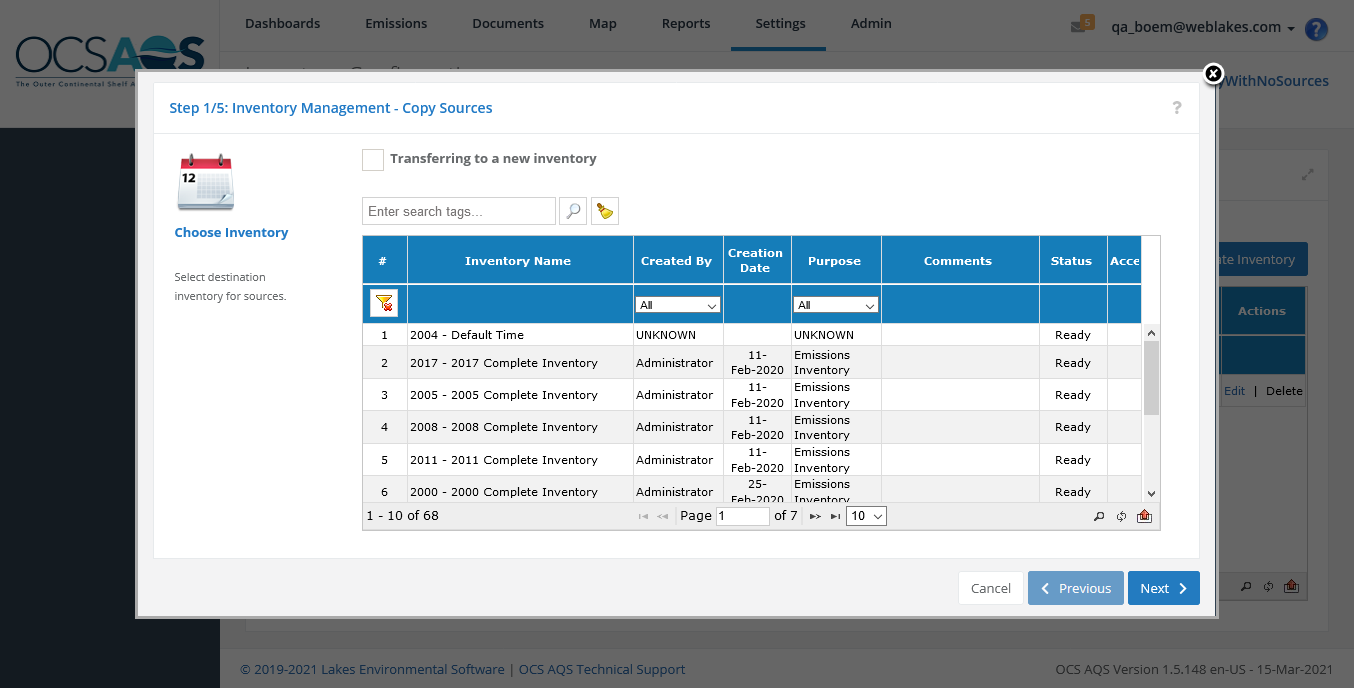 Dashboards Emissions Documents Map Reports Settings Admin 5 qa_boem@weblakes.com ?
OCSAQS
The Outer Continental Shelf A
WithNoSources
Step 1/5: Inventory Management - Copy Sources ?
12
Choose Inventory
Select destination
inventory for sources.
Transferring to a new inventory
Enter search tags...
# Inventory Name Created By Creation Date Purpose Comments Status Acce
All All
1 2004 - Default Time UNKNOWN UNKNOWN Ready
2 2017 - 2017 Complete Inventory Administrator 11-Feb-2020 Emissions Inventory Ready
3 2005 - 2005 Complete Inventory Administrator 11-Feb-2020 Emissions Inventory Ready
4 2008 - 2008 Complete Inventory Administrator 11-Feb-2020 Emissions Inventory Ready
5 2011 - 2011 Complete Inventory Administrator 11-Feb-2020 Emissions Inventory Ready
6 2000 - 2000 Complete Inventory Administrator 25-Feb-2020 Emissions Inventory Ready
1 - 10 of 68 Page 1 of 7 10
te Inventory
Actions
Edit | Delete
Cancel Previous Next
© 2019-2021 Lakes Environmental Software | OCS AQS Technical Support OCS AQS Version 1.5.148 en-US - 15-Mar-2021